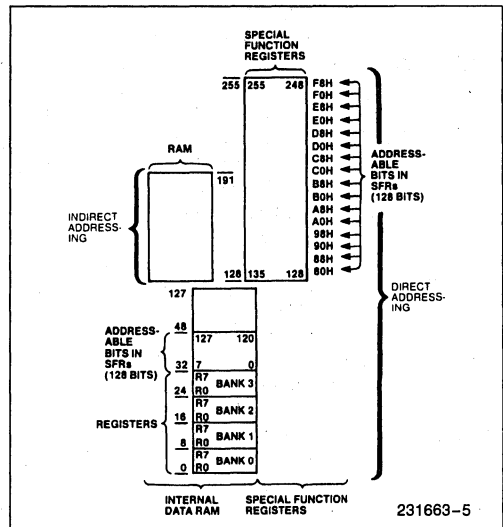 SPECIAL
FUNCTION
REGISTERS
255 255 248
F8H
F0H
E8H
E0H
D8H
D0H
C8H
C0H
B8H
B0H
A8H
A0H
98H
90H
88H
80H
ADDRESS-
ABLE
BITS IN
SFRs
(128 BITS)
RAM
191
INDIRECT
ADDRESS-
ING
128 135 128
DIRECT
ADDRESS-
ING
127
48
127 120
ADDRESS-
ABLE
BITS IN
SFRs
(128 BITS)
7 0
32
R7
BANK 3
24 R0
R7
BANK 2
16 R0
REGISTERS
R7
BANK 1
8 R0
R7
BANK 0
0 R0
INTERNAL
DATA RAM
SPECIAL FUNCTION
REGISTERS
231663-5